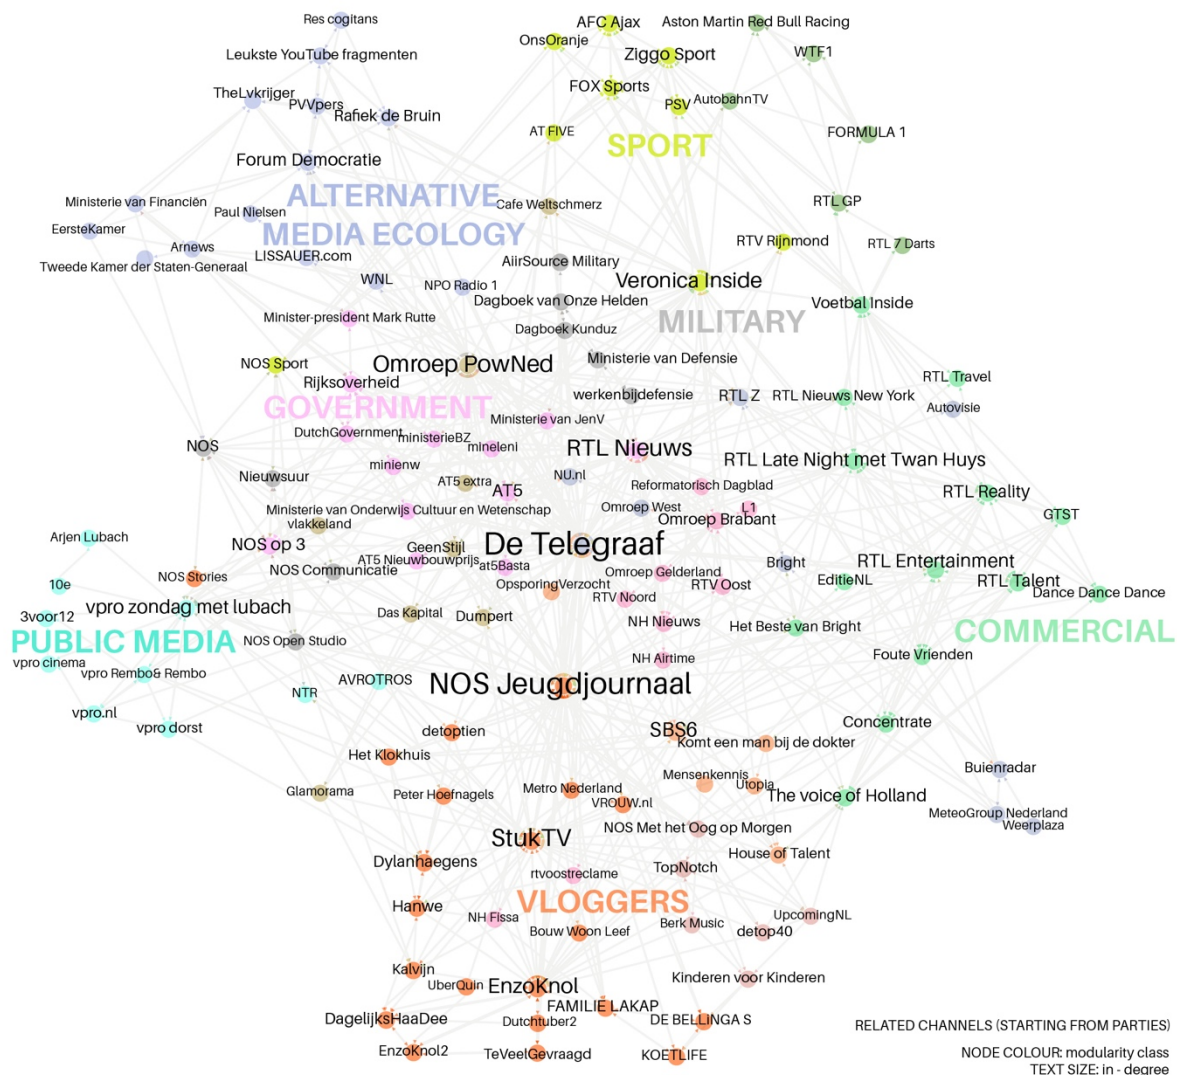 Res cogitans
AFC Ajax
Aston Martin Red Bull Racing
OnsOranje
Leukste YouTube fragmenten
Ziggo Sport
WTF1
FOX Sports
TheLvkrijger
PVVpers
PSV
AutobahnTV
Rafiek de Bruin
AT FIVE
FORMULA 1
SPORT
Forum Democratie
ALTERNATIVE
MEDIA ECOLOGY
Ministerie van Financiën
Cafe Weltschmerz
RTL GP
Paul Nielsen
EersteKamer
RTV Rijnmond
RTL 7 Darts
Arnews
LISSAUER.com
Tweede Kamer der Staten-Generaal
AiirSource Military
WNL
NPO Radio 1
Veronica Inside
Dagboek van Onze Helden
Voetbal Inside
Minister-president Mark Rutte
MILITARY
Dagboek Kunduz
NOS Sport
Omroep PowNed
Ministerie van Defensie
Rijksoverheid
RTL Travel
werkenbijdefensie
RTL Z
RTL Nieuws New York
GOVERNMENT
Autovisie
Ministerie van JenV
DutchGovernment
ministerieBZ
NOS
mineleni
RTL Nieuws
RTL Late Night met Twan Huys
minienw
Nieuwsuur
NU.nl
AT5 extra
AT5
Reformatorisch Dagblad
RTL Reality
Ministerie van Onderwijs Cultuur en Wetenschap
Omroep West
L1
GTST
vlakkeland
Omroep Brabant
Arjen Lubach
NOS op 3
GeenStijl
De Telegraaf
AT5 Nieuwbouwprijs
at5Basta
Bright
RTL Entertainment
NOS Communicatie
Omroep Gelderland
NOS Stories
10e
OpsporingVerzocht
RTV Oost
EditieNL
RTL Talent
Dance Dance Dance
RTV Noord
vpro zondag met lubach
3voor12
Das Kapital
Dumpert
NH Nieuws
Het Beste van Bright
COMMERCIAL
PUBLIC MEDIA
NOS Open Studio
Foute Vrienden
vpro cinema
NH Airtime
vpro Rembo& Rembo
AVROTROS
NOS Jeugdjournaal
NTR
vpro.nl
vpro dorst
detoptien
SBS6
Komt een man bij de dokter
Concentrate
Het Klokhuis
Buienradar
Mensenkennis
Utopia
Glamorama
Peter Hoefnagels
Metro Nederland
VROUW.nl
The voice of Holland
MeteoGroup Nederland
Weerplaza
StukTV
NOS Met het Oog op Morgen
House of Talent
Dylanhaegens
TopNotch
rtvoostreclame
VLOGGERS
Hanwe
NH Fissa
UpcomingNL
Berk Music
Bouw Woon Leef
detop40
Kalvijn
UberQuin
EnzoKnol
Kinderen voor Kinderen
FAMILIE LAKAP
DagelijksHaaDee
Dutchtuber2
DE BELLiNGA S
EnzoKnol2
TeVeelGevraagd
KOETLIFE
RELATED CHANNELS (STARTING FROM PARTIES)
NODE COLOUR: modularity class
TEXT SIZE: in - degree